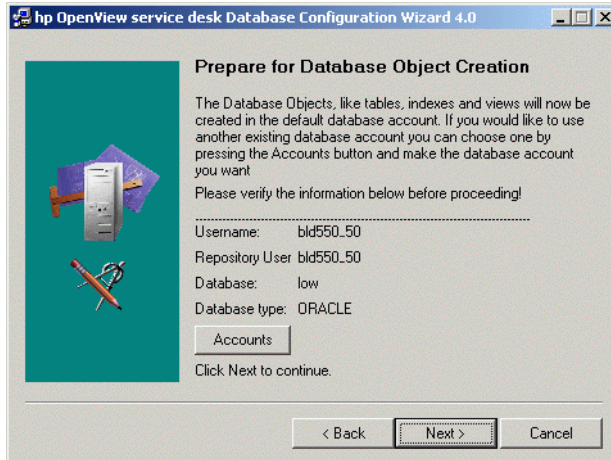 hp OpenView service desk Database Configuration Wizard 4.0
Prepare for Database Object Creation
The Database Objects, like tables, indexes and views will now be
created in the default database account. If you would like to use
another existing database account you can choose one by
pressing the Accounts button and make the database account
you want
Please verify the information below before proceeding!
Username: bld550_50
Repository User bld550_50
Database: low
Database type: ORACLE
Accounts
Click Next to continue.
< Back Next > Cancel